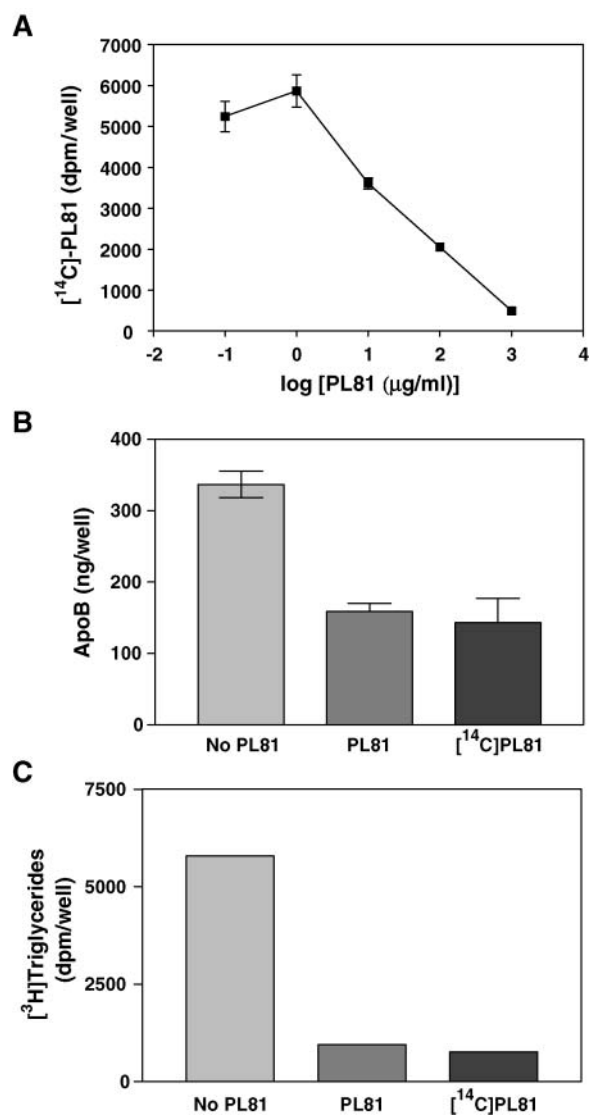 A
7000
6000
5000
4000
3000
2000
1000
0
[¹⁴C]-PL81 (dpm/well)
-2 -1 0 1 2 3 4
log [PL81 (μg/ml)]
B
400
300
200
100
0
ApoB (ng/well)
No PL81 PL81 [¹⁴C]PL81
C
7500
5000
2500
0
[³H]Triglycerides
(dpm/well)
No PL81 PL81 [¹⁴C]PL81